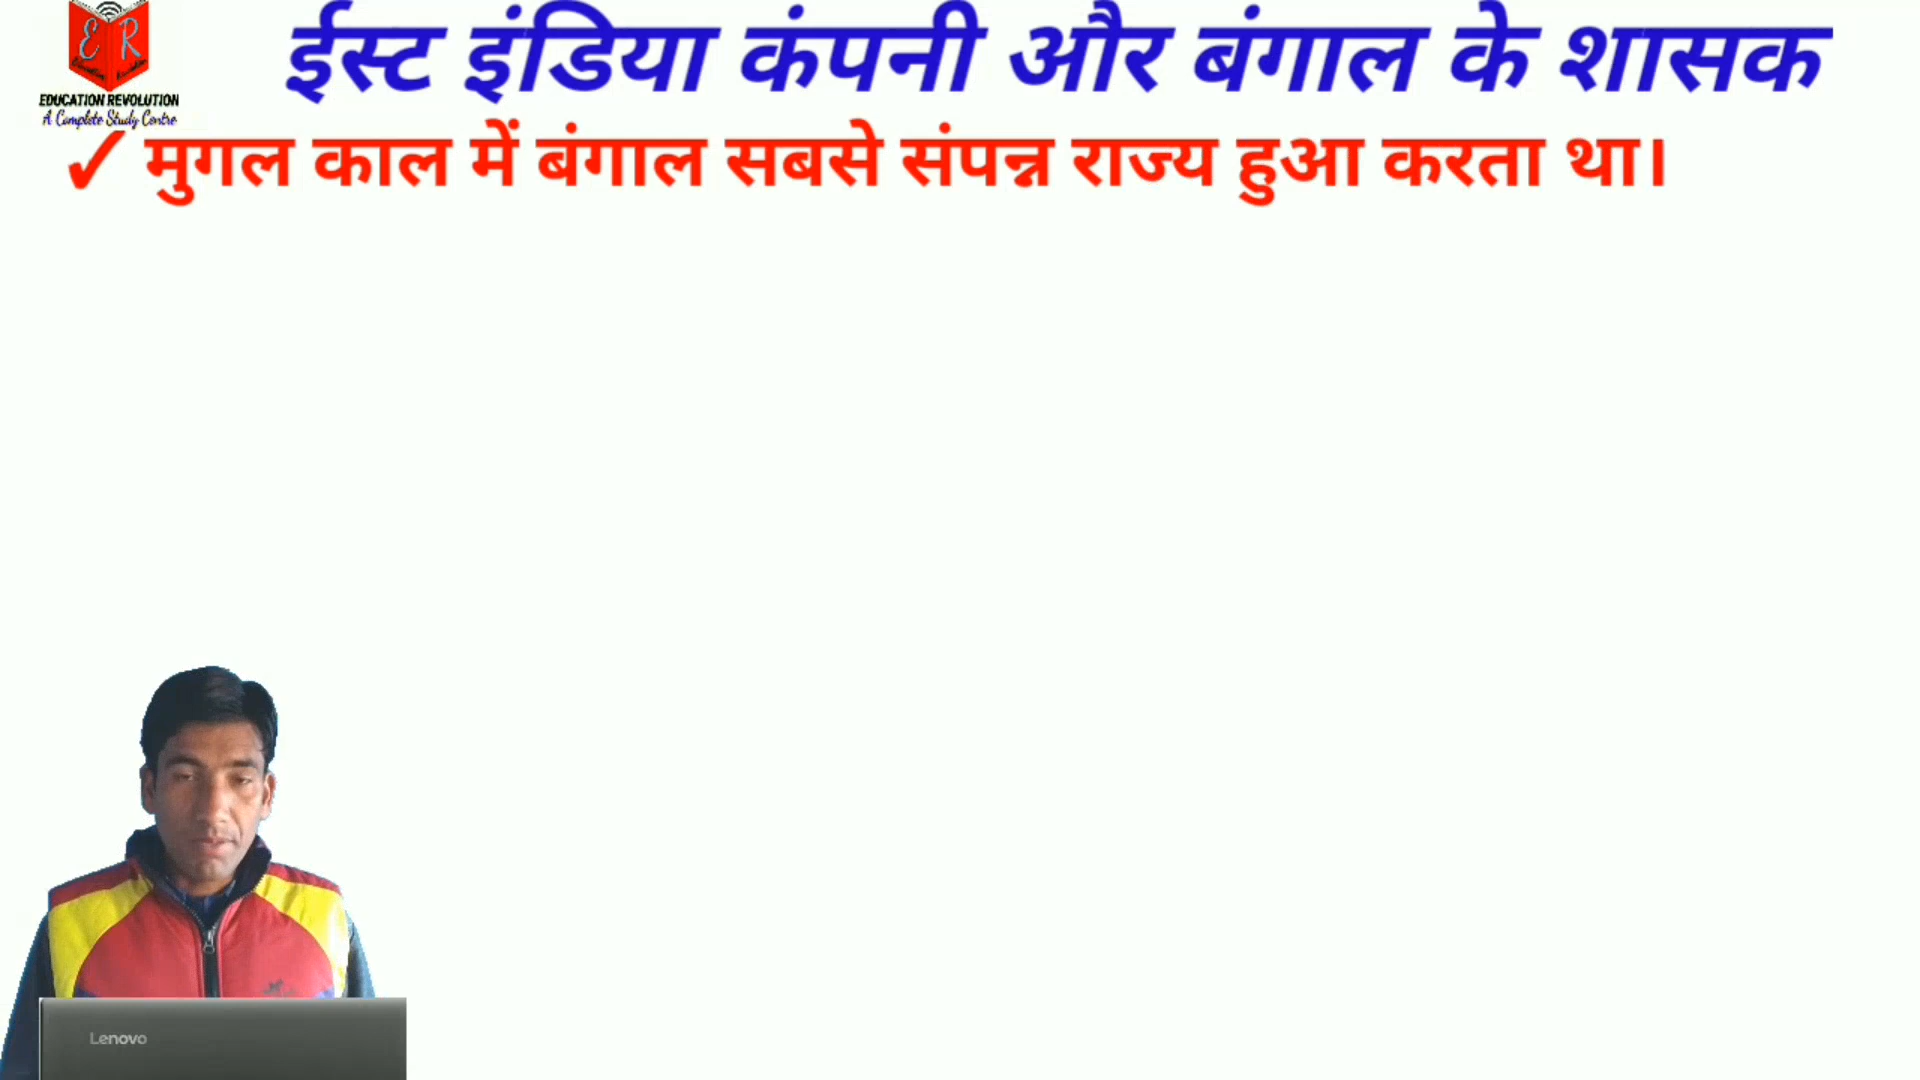 E R
EDUCATION REVOLUTION
A Complete Study Centre
ईस्ट इंडिया कंपनी और बंगाल के शासक
✓ मुगल काल में बंगाल सबसे संपन्न राज्य हुआ करता था।
Lenovo